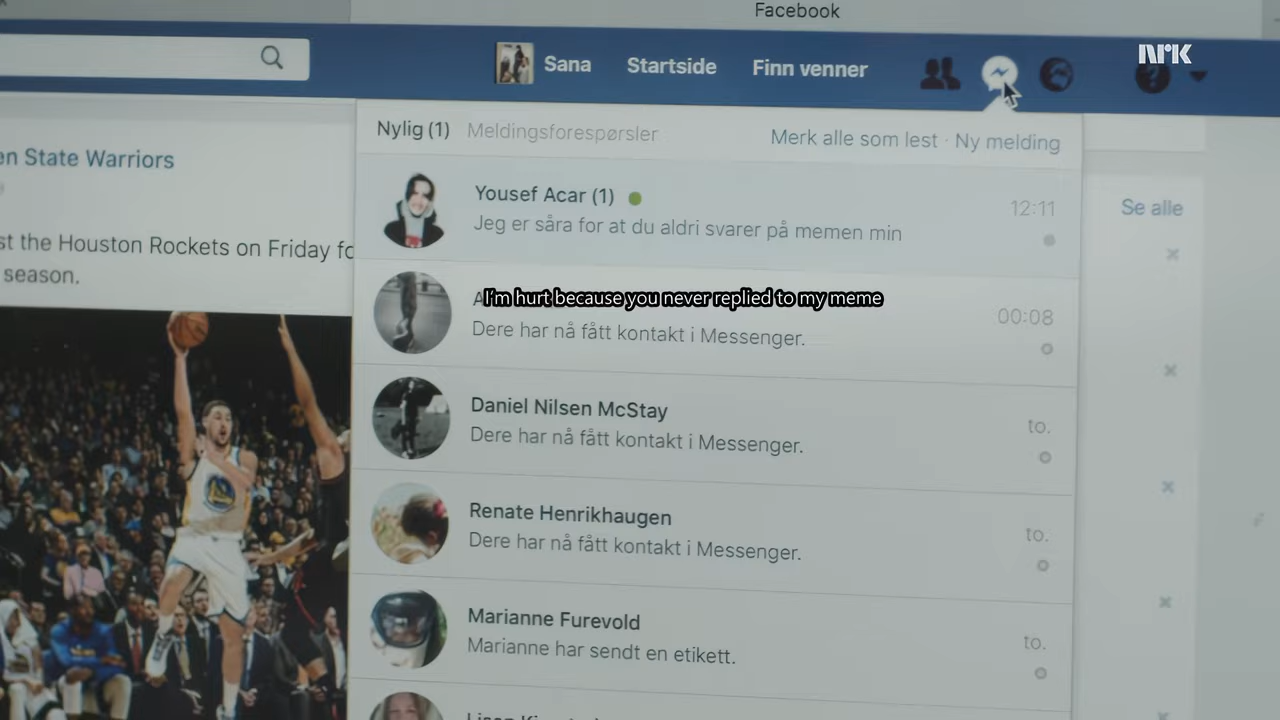 Facebook
nrk
Sana Startside Finn venner
?
Nylig (1) Meldingsforespørsler Merk alle som lest · Ny melding
en State Warriors
st the Houston Rockets on Friday fo
season.
Yousef Acar (1) 12:11
Jeg er såra for at du aldri svarer på memen min
I'm hurt because you never replied to my meme
00:08
Dere har nå fått kontakt i Messenger.
Daniel Nilsen McStay to.
Dere har nå fått kontakt i Messenger.
Renate Henrikhaugen to.
Dere har nå fått kontakt i Messenger.
Marianne Furevold to.
Marianne har sendt en etikett.
Se alle